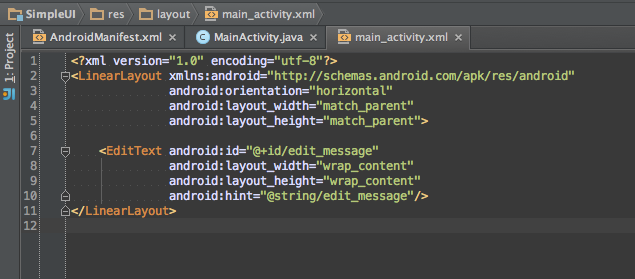 SimpleUI res layout main_activity.xml
AndroidManifest.xml MainActivity.java main_activity.xml
1: Project
1 <?xml version="1.0" encoding="utf-8"?>
2 <LinearLayout xmlns:android="http://schemas.android.com/apk/res/android"
3 android:orientation="horizontal"
4 android:layout_width="match_parent"
5 android:layout_height="match_parent">
6
7 <EditText android:id="@+id/edit_message"
8 android:layout_width="wrap_content"
9 android:layout_height="wrap_content"
10 android:hint="@string/edit_message"/>
11 </LinearLayout>
12